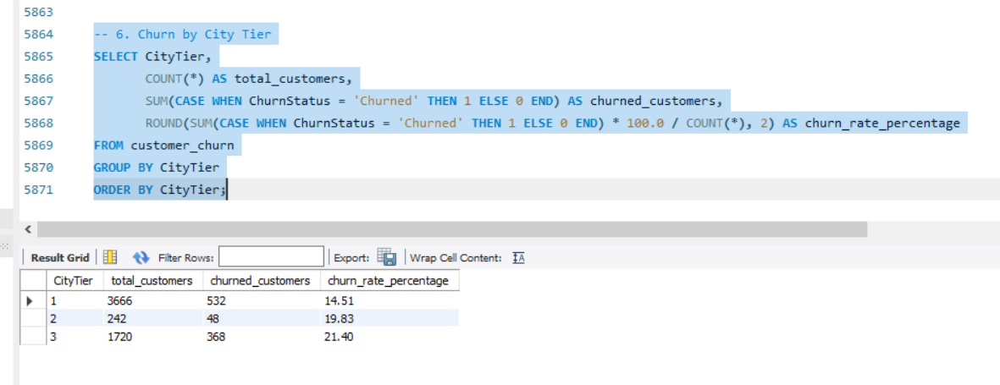 5863
5864 -- 6. Churn by City Tier
5865 SELECT CityTier,
5866 COUNT(*) AS total_customers,
5867 SUM(CASE WHEN ChurnStatus = 'Churned' THEN 1 ELSE 0 END) AS churned_customers,
5868 ROUND(SUM(CASE WHEN ChurnStatus = 'Churned' THEN 1 ELSE 0 END) * 100.0 / COUNT(*), 2) AS churn_rate_percentage
5869 FROM customer_churn
5870 GROUP BY CityTier
5871 ORDER BY CityTier;
Result Grid Filter Rows: Export: Wrap Cell Content:
CityTier total_customers churned_customers churn_rate_percentage
1 3666 532 14.51
2 242 48 19.83
3 1720 368 21.40